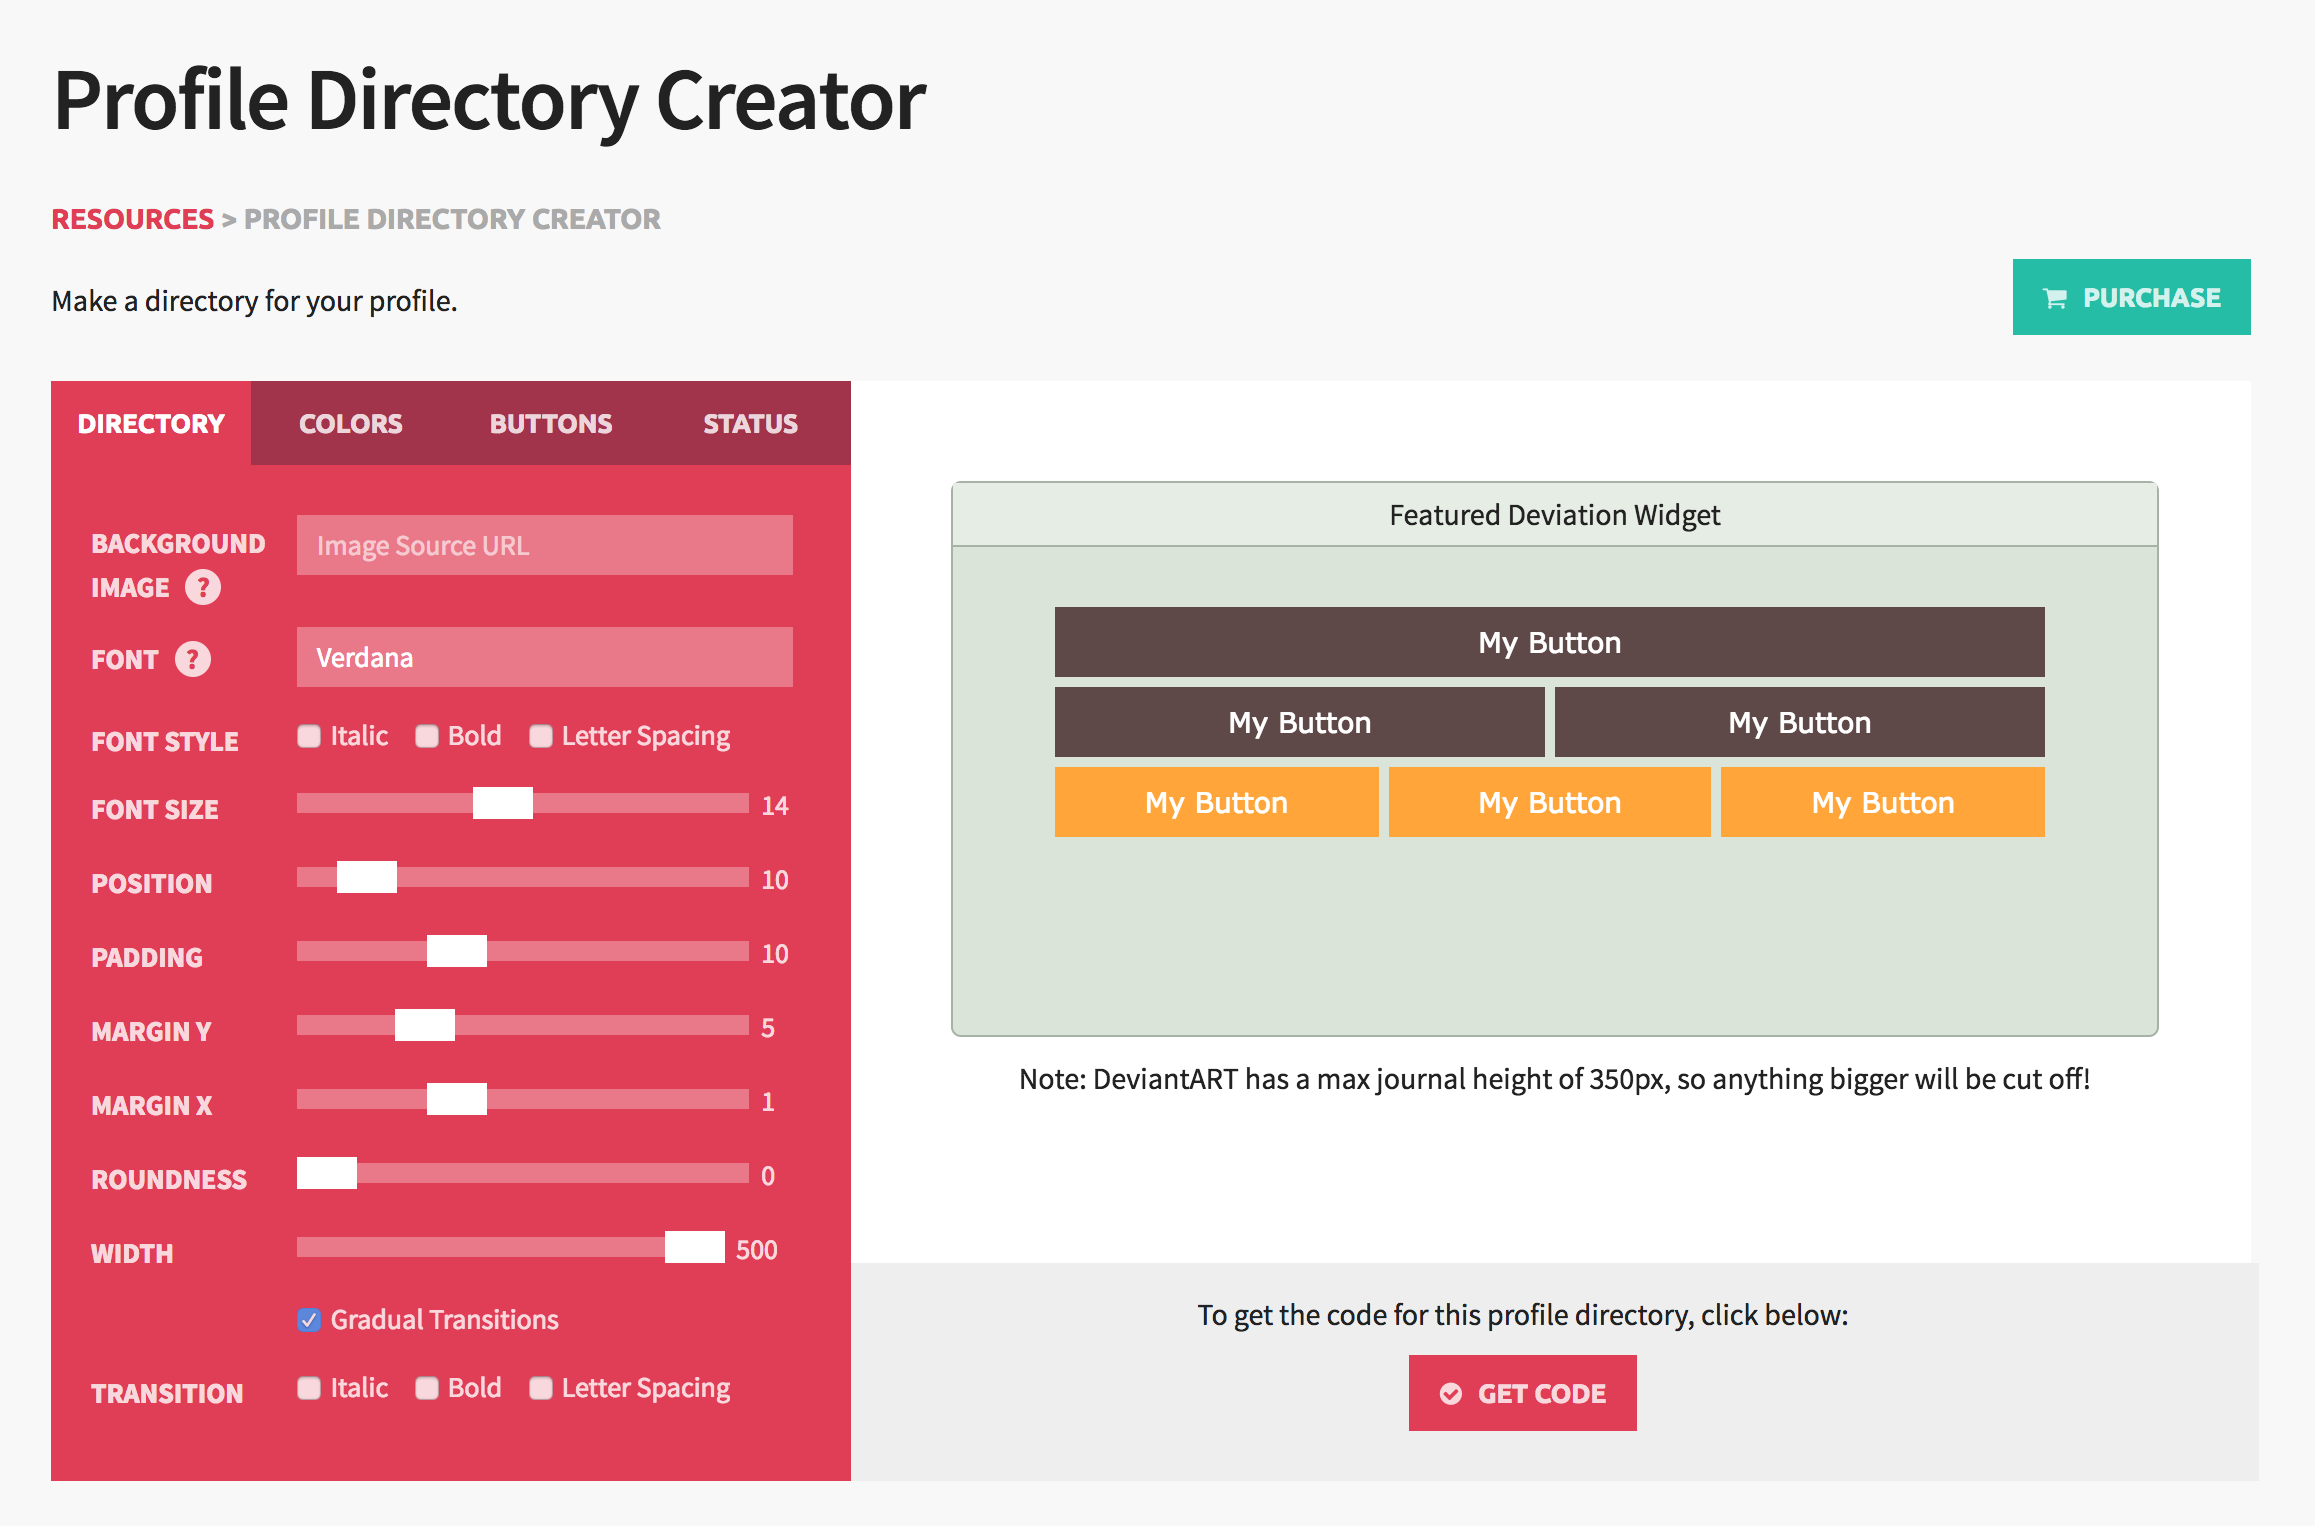 Profile Directory Creator
RESOURCES > PROFILE DIRECTORY CREATOR
Make a directory for your profile.
PURCHASE
DIRECTORY COLORS BUTTONS STATUS
BACKGROUND
IMAGE ?
Image Source URL
FONT ? Verdana
FONT STYLE Italic Bold Letter Spacing
FONT SIZE 14
POSITION 10
PADDING 10
MARGIN Y 5
MARGIN X 1
ROUNDNESS 0
WIDTH 500
Gradual Transitions
TRANSITION Italic Bold Letter Spacing
Featured Deviation Widget
My Button
My Button My Button
My Button My Button My Button
Note: DeviantART has a max journal height of 350px, so anything bigger will be cut off!
To get the code for this profile directory, click below:
GET CODE